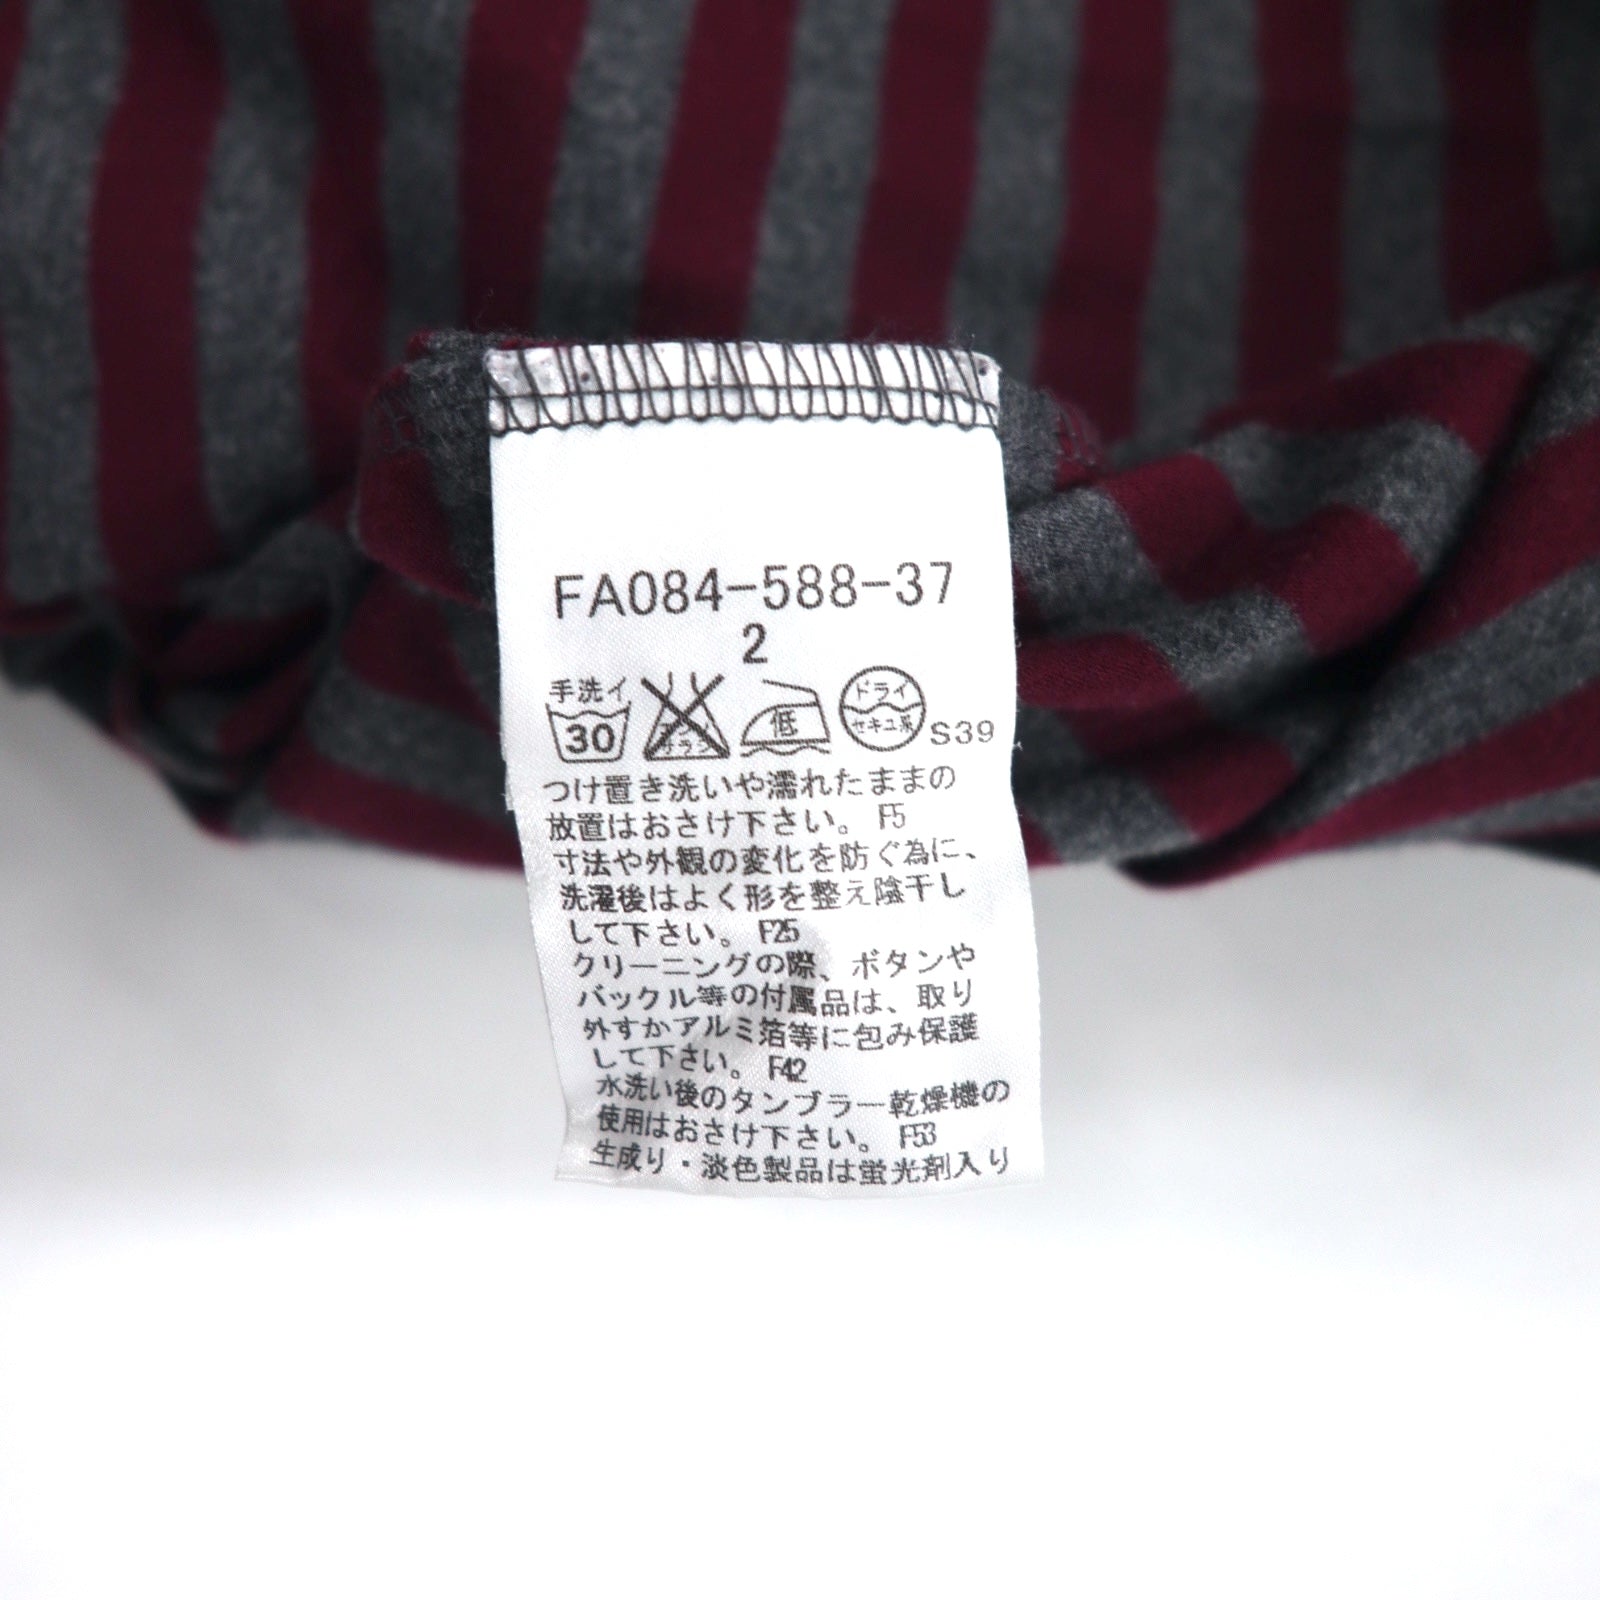 FA084-588-37
2
手洗イ 30 エンソサラシ 低 ドライ セキユ系 S39
つけ置き洗いや濡れたままの
放置はおさけ下さい。 F5
寸法や外観の変化を防ぐ為に、
洗濯後はよく形を整え陰干し
して下さい。 F25
クリーニングの際、ボタンや
バックル等の付属品は、取り
外すかアルミ箔等に包み保護
して下さい。 F42
水洗い後のタンブラー乾燥機の
使用はおさけ下さい。 F53
生成り・淡色製品は蛍光剤入り